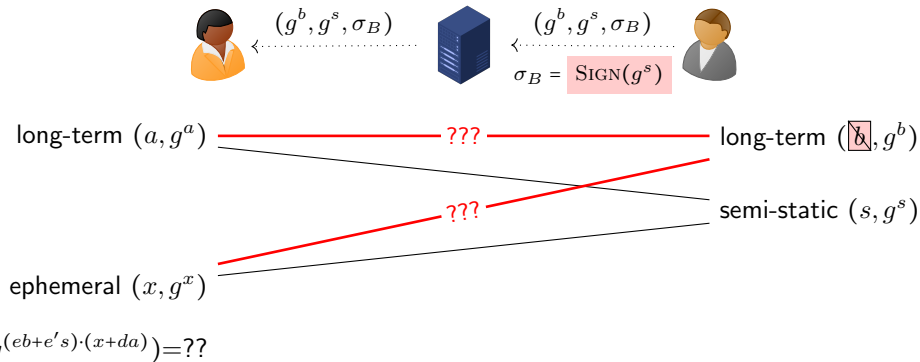 (g^b, g^s, σ_B) (g^b, g^s, σ_B)
σ_B = SIGN(g^s)
long-term (a, g^a) ??? long-term (b, g^b)
??? semi-static (s, g^s)
ephemeral (x, g^x)
^{(eb+e′s)·(x+da)})=??